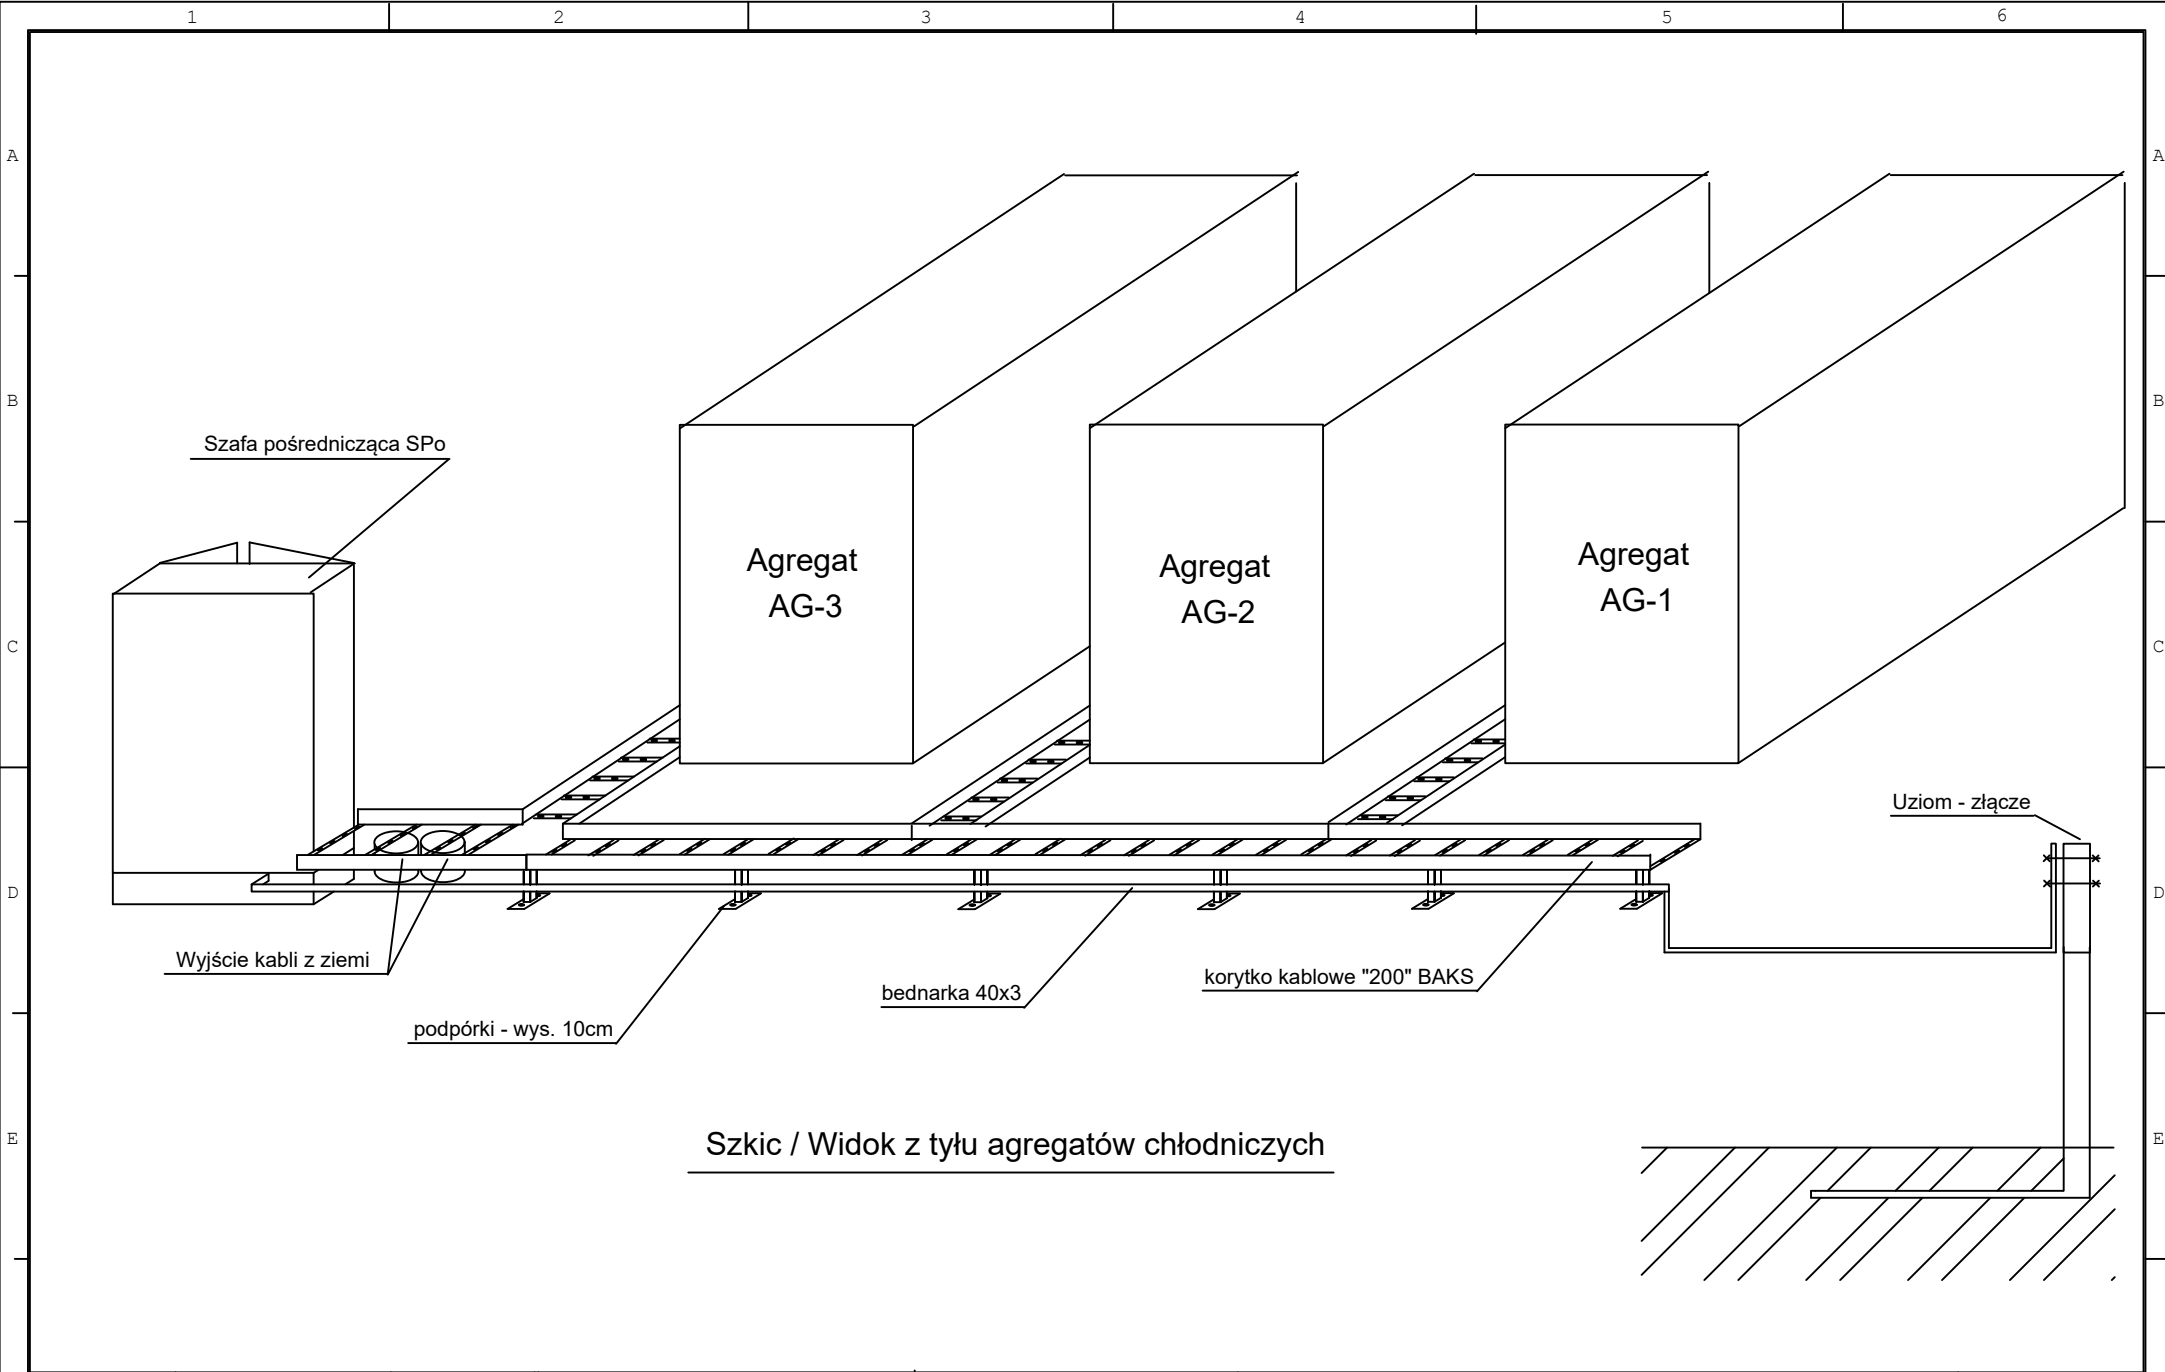 1 2 3 4 5 6
A A
B B
Szafa pośrednicząca SPo
Agregat
AG-3
Agregat
AG-2
Agregat
AG-1
C C
Uziom - złącze
D D
Wyjście kabli z ziemi
korytko kablowe "200" BAKS
bednarka 40x3
podpórki - wys. 10cm
E E
Szkic / Widok z tyłu agregatów chłodniczych